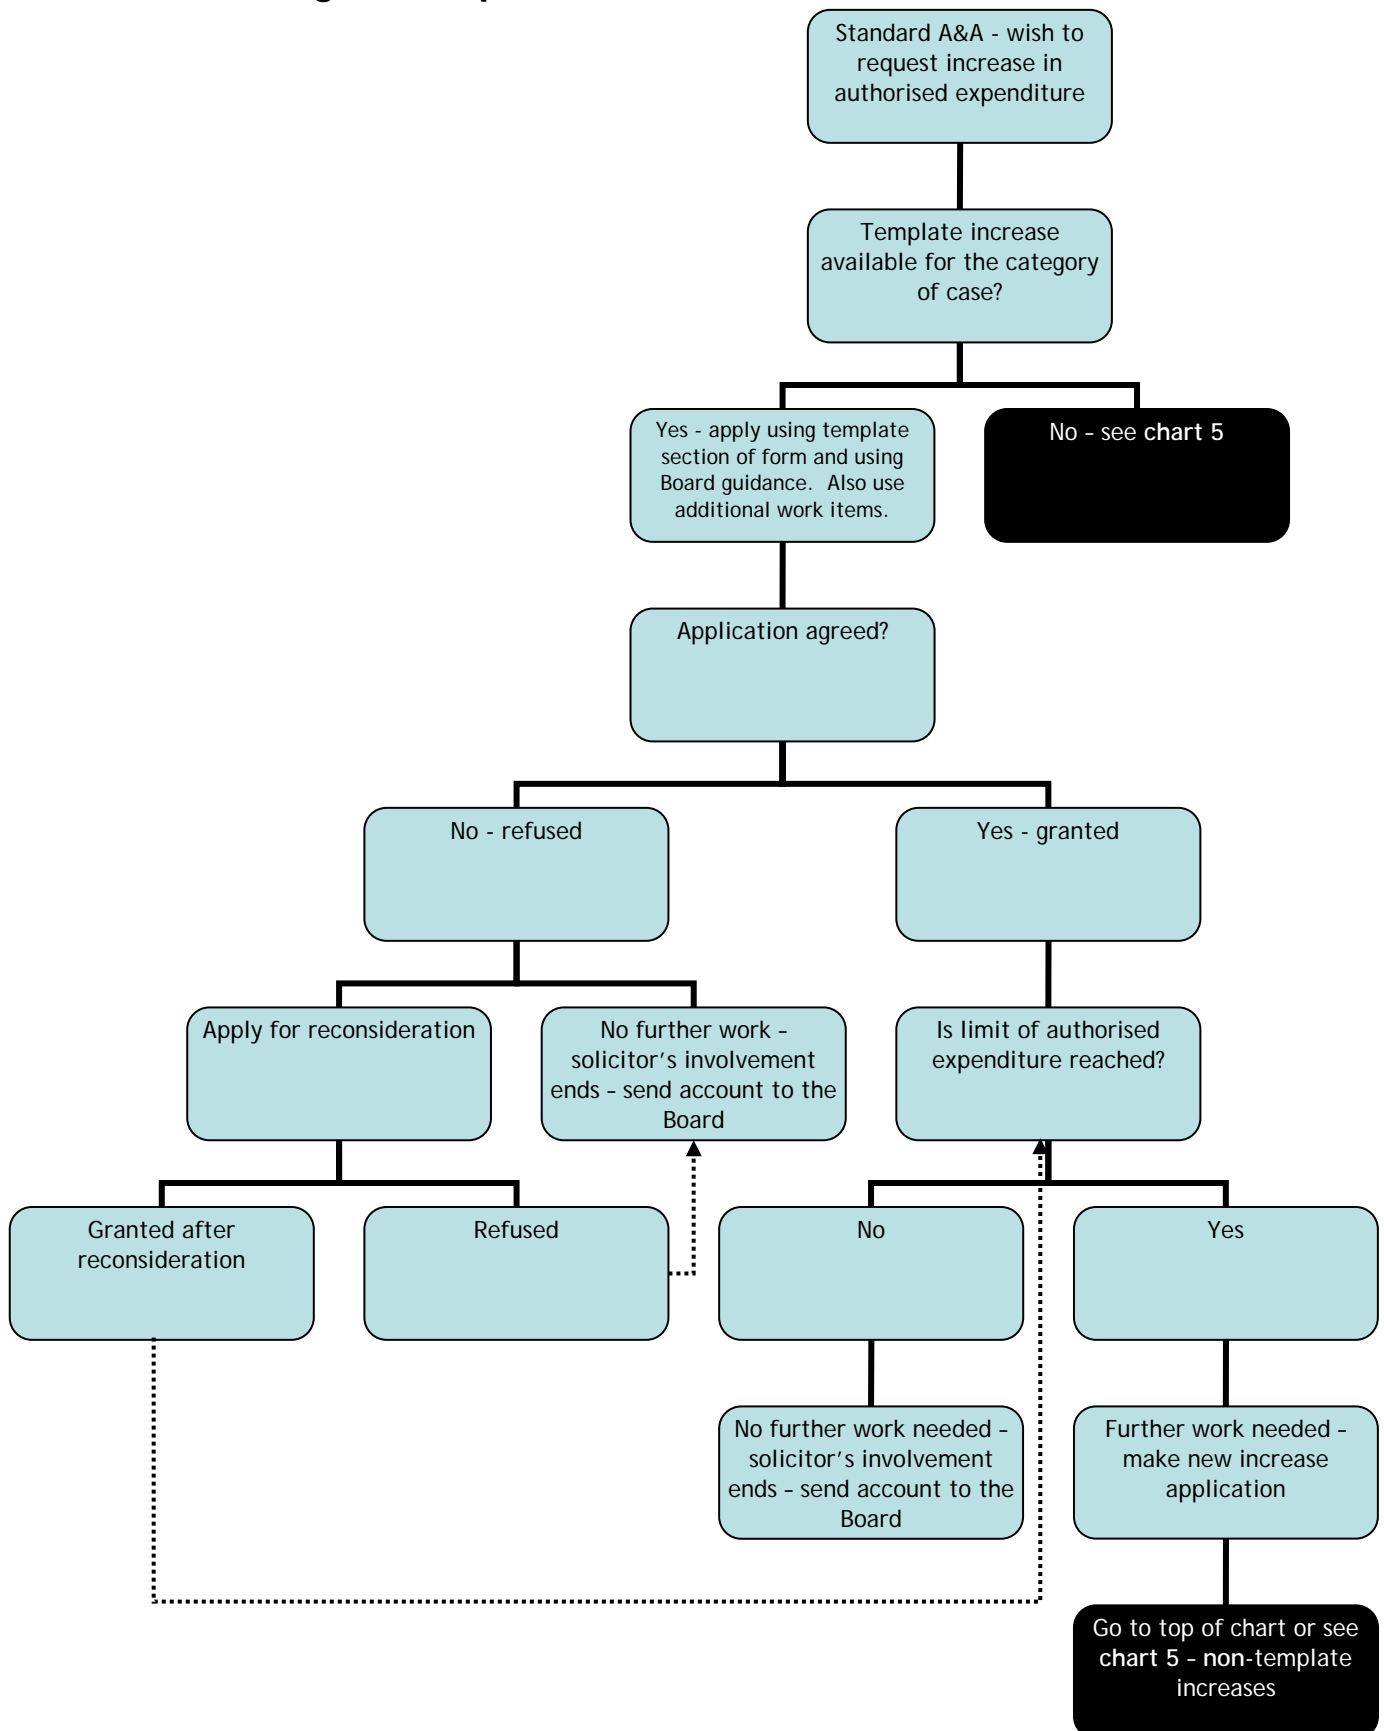 Standard A&A - wish to
request increase in
authorised expenditure
Template increase
available for the category
of case?
Yes - apply using template
section of form and using
Board guidance. Also use
additional work items.
No – see chart 5
Application agreed?
No - refused
Yes - granted
Apply for reconsideration
No further work –
solicitor’s involvement
ends – send account to the
Board
Is limit of authorised
expenditure reached?
Granted after
reconsideration
Refused
No
Yes
No further work needed –
solicitor’s involvement
ends – send account to the
Board
Further work needed –
make new increase
application
Go to top of chart or see
chart 5 – non-template
increases